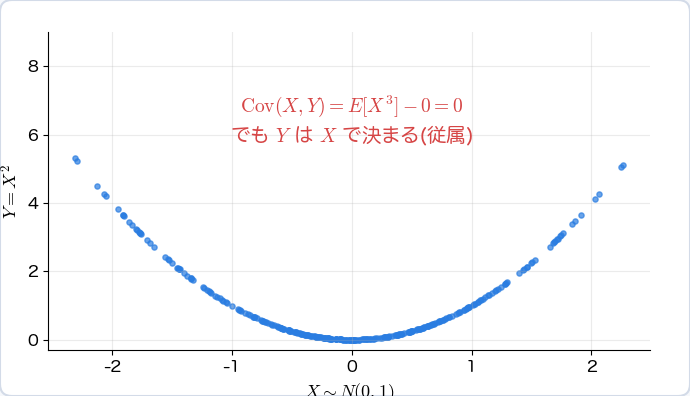 8
6
4
2
0
Y = X²
Cov(X, Y) = E[X³] − 0 = 0
でも Y は X で決まる(従属)
-2 -1 0 1 2
X ∼ N(0, 1)